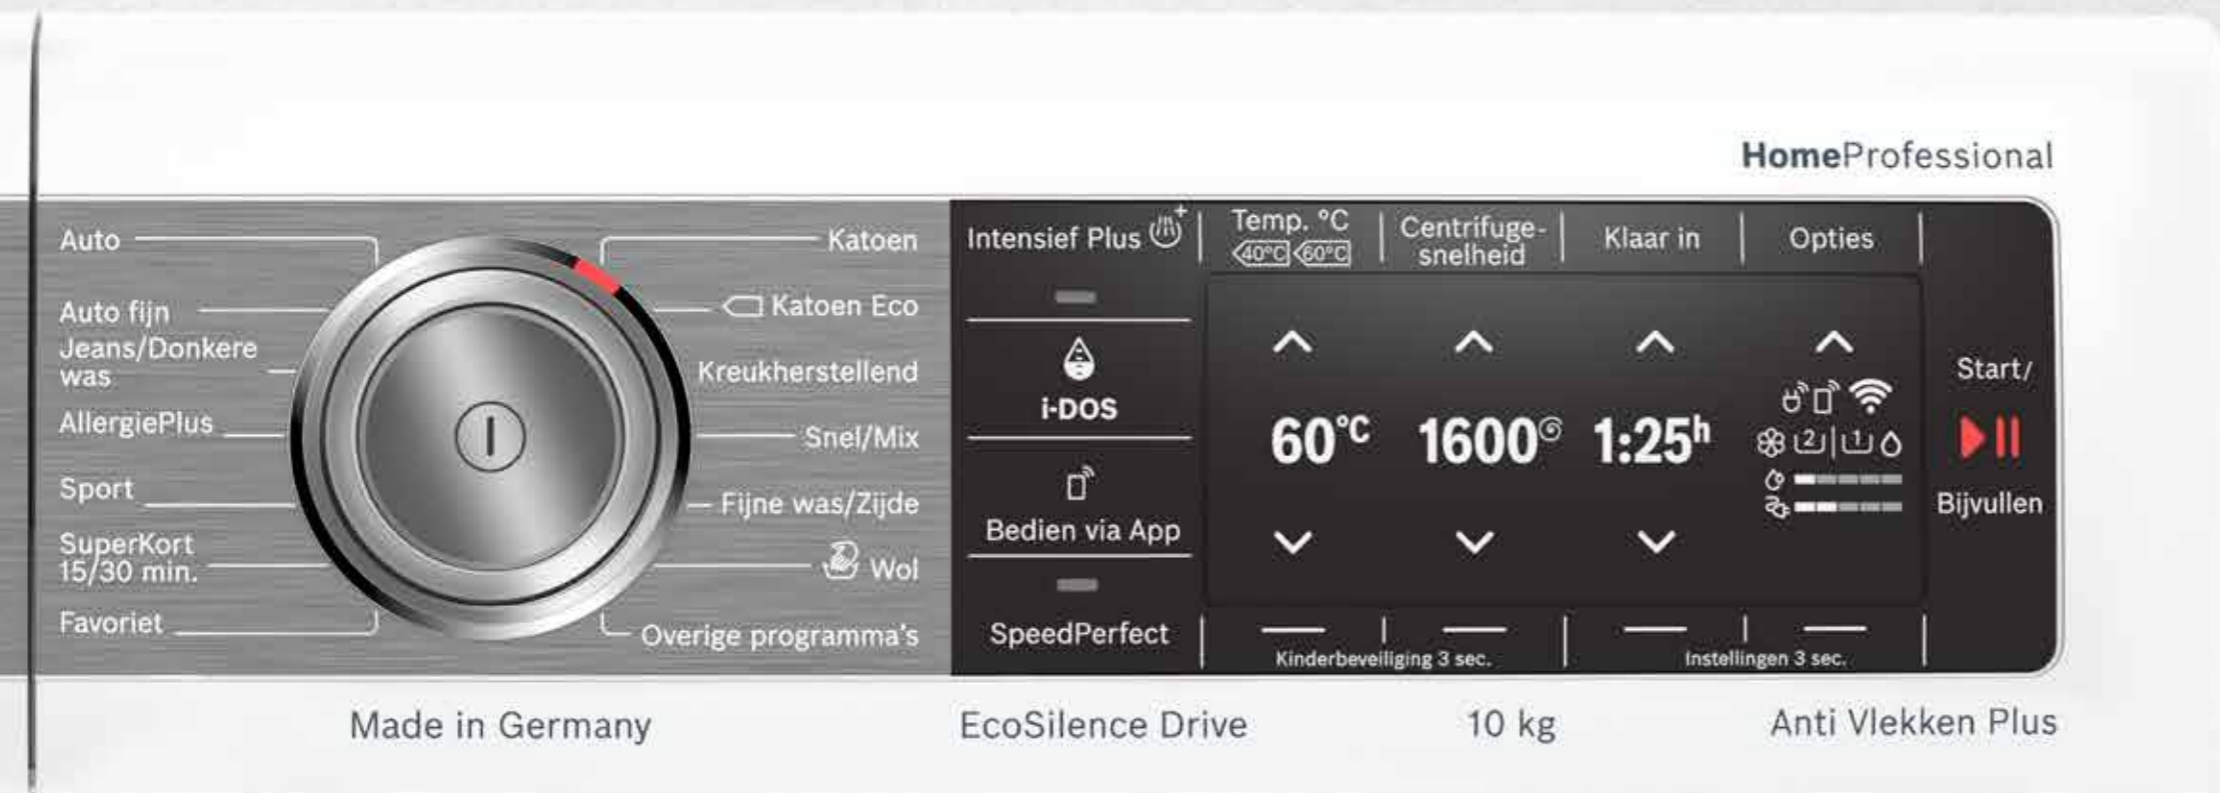 HomeProfessional
Auto
Auto fijn
Jeans/Donkere
was
AllergiePlus
Sport
SuperKort
15/30 min.
Favoriet
Katoen
Katoen Eco
Kreukherstellend
Snel/Mix
Fijne was/Zijde
Wol
Overige programma's
Intensief Plus
i-DOS
Bedien via App
SpeedPerfect
Temp. °C
40°C 60°C
Centrifuge-
snelheid
Klaar in
Opties
60°C
1600
1:25h
2 | 1
Kinderbeveiliging 3 sec.
Instellingen 3 sec.
Start/
Bijvullen
Made in Germany
EcoSilence Drive
10 kg
Anti Vlekken Plus